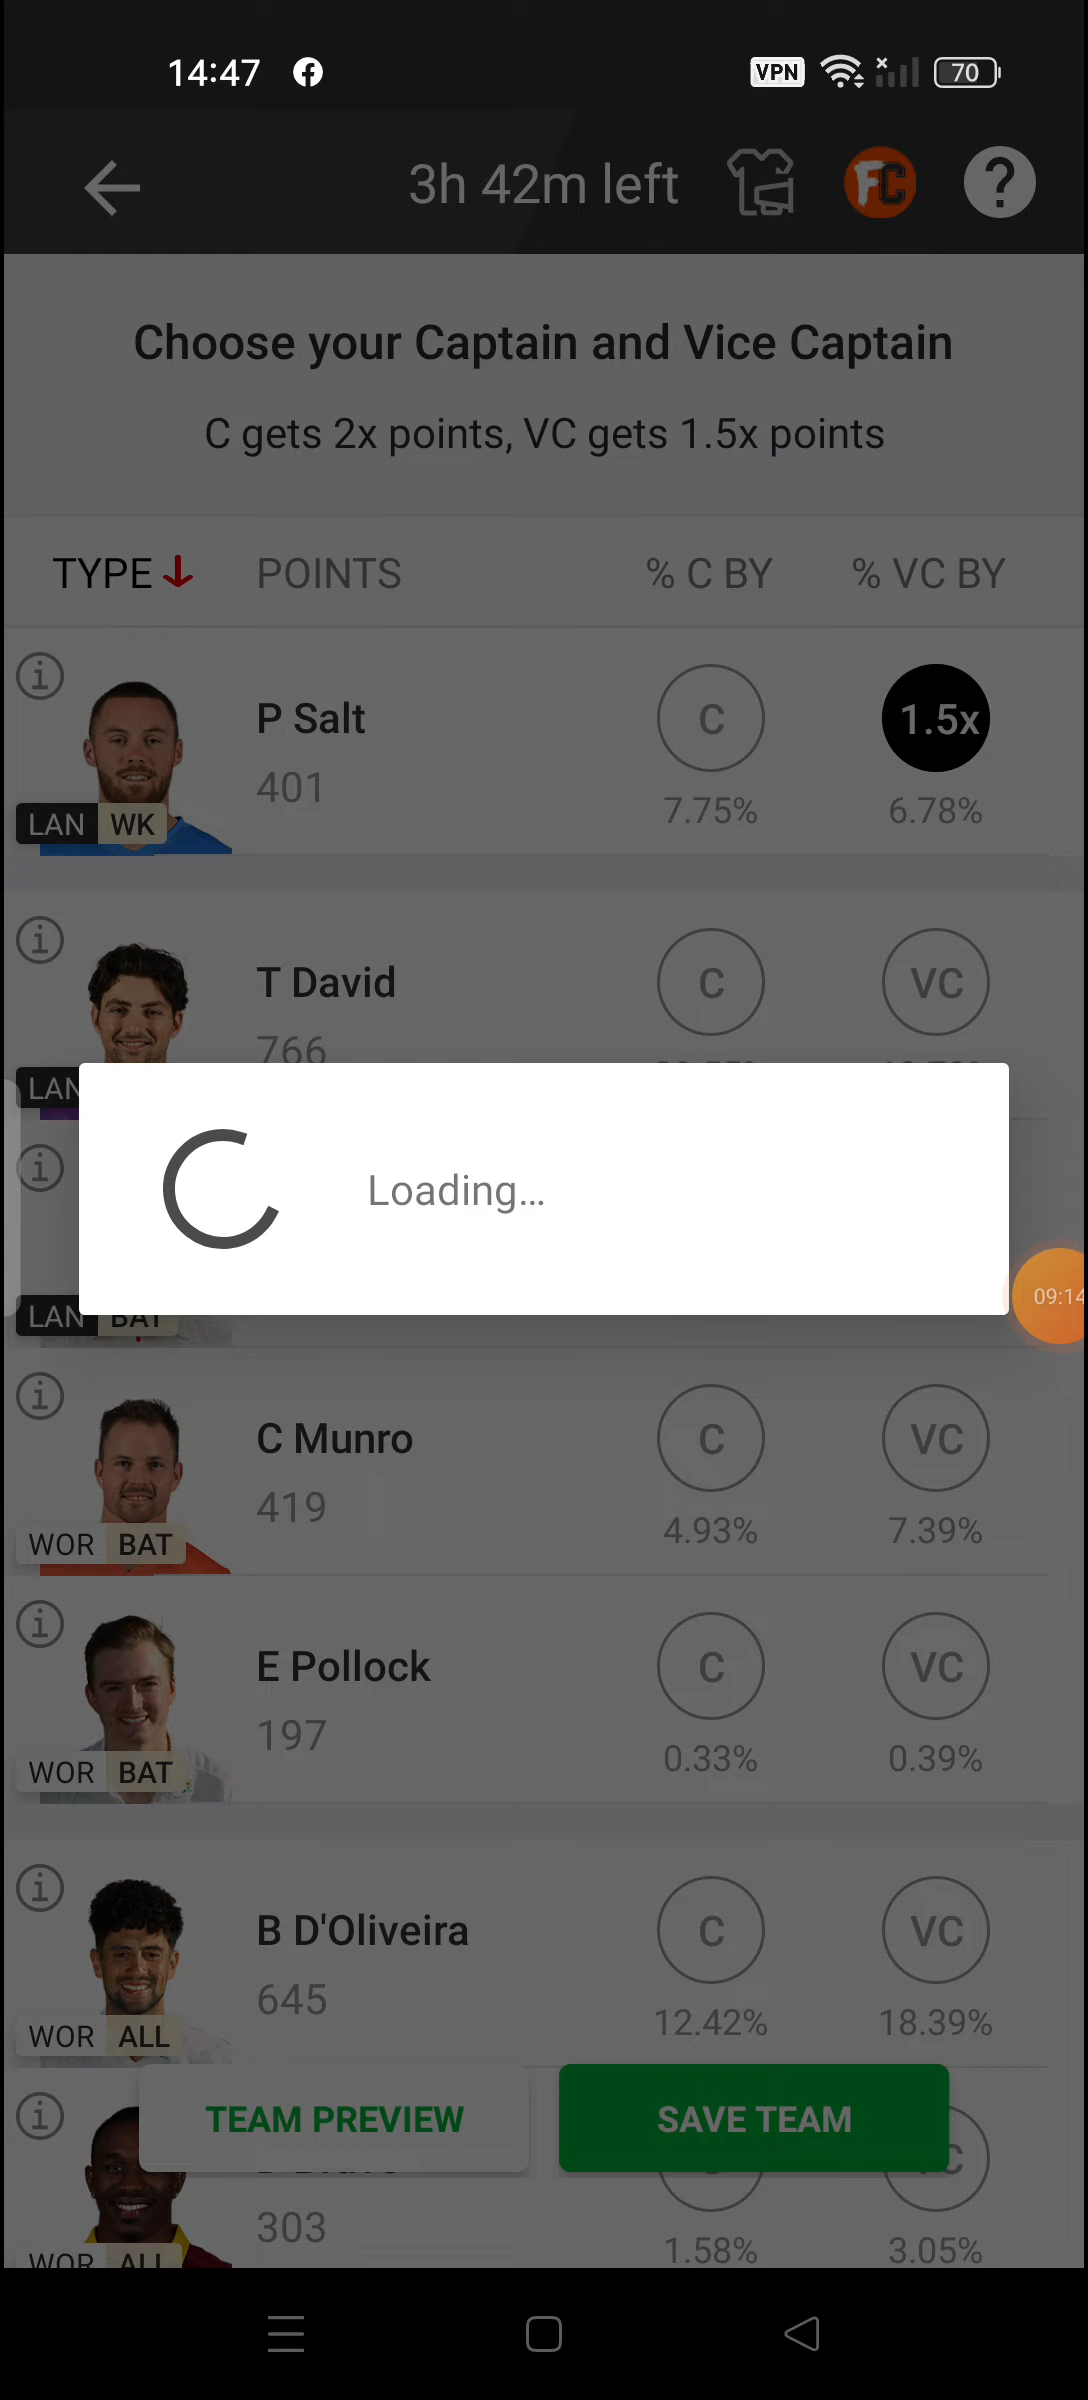 14:47 VPN 70
3h 42m left FC ?
Choose your Captain and Vice Captain
C gets 2x points, VC gets 1.5x points
TYPE POINTS % C BY % VC BY
P Salt C 1.5x
401
7.75% 6.78%
LAN WK
T David C VC
766
LAN
Loading...
09:14
LAN BAT
C Munro C VC
419
4.93% 7.39%
WOR BAT
E Pollock C VC
197
0.33% 0.39%
WOR BAT
B D'Oliveira C VC
645
12.42% 18.39%
WOR ALL
TEAM PREVIEW SAVE TEAM
303
1.58% 3.05%
WOR ALL